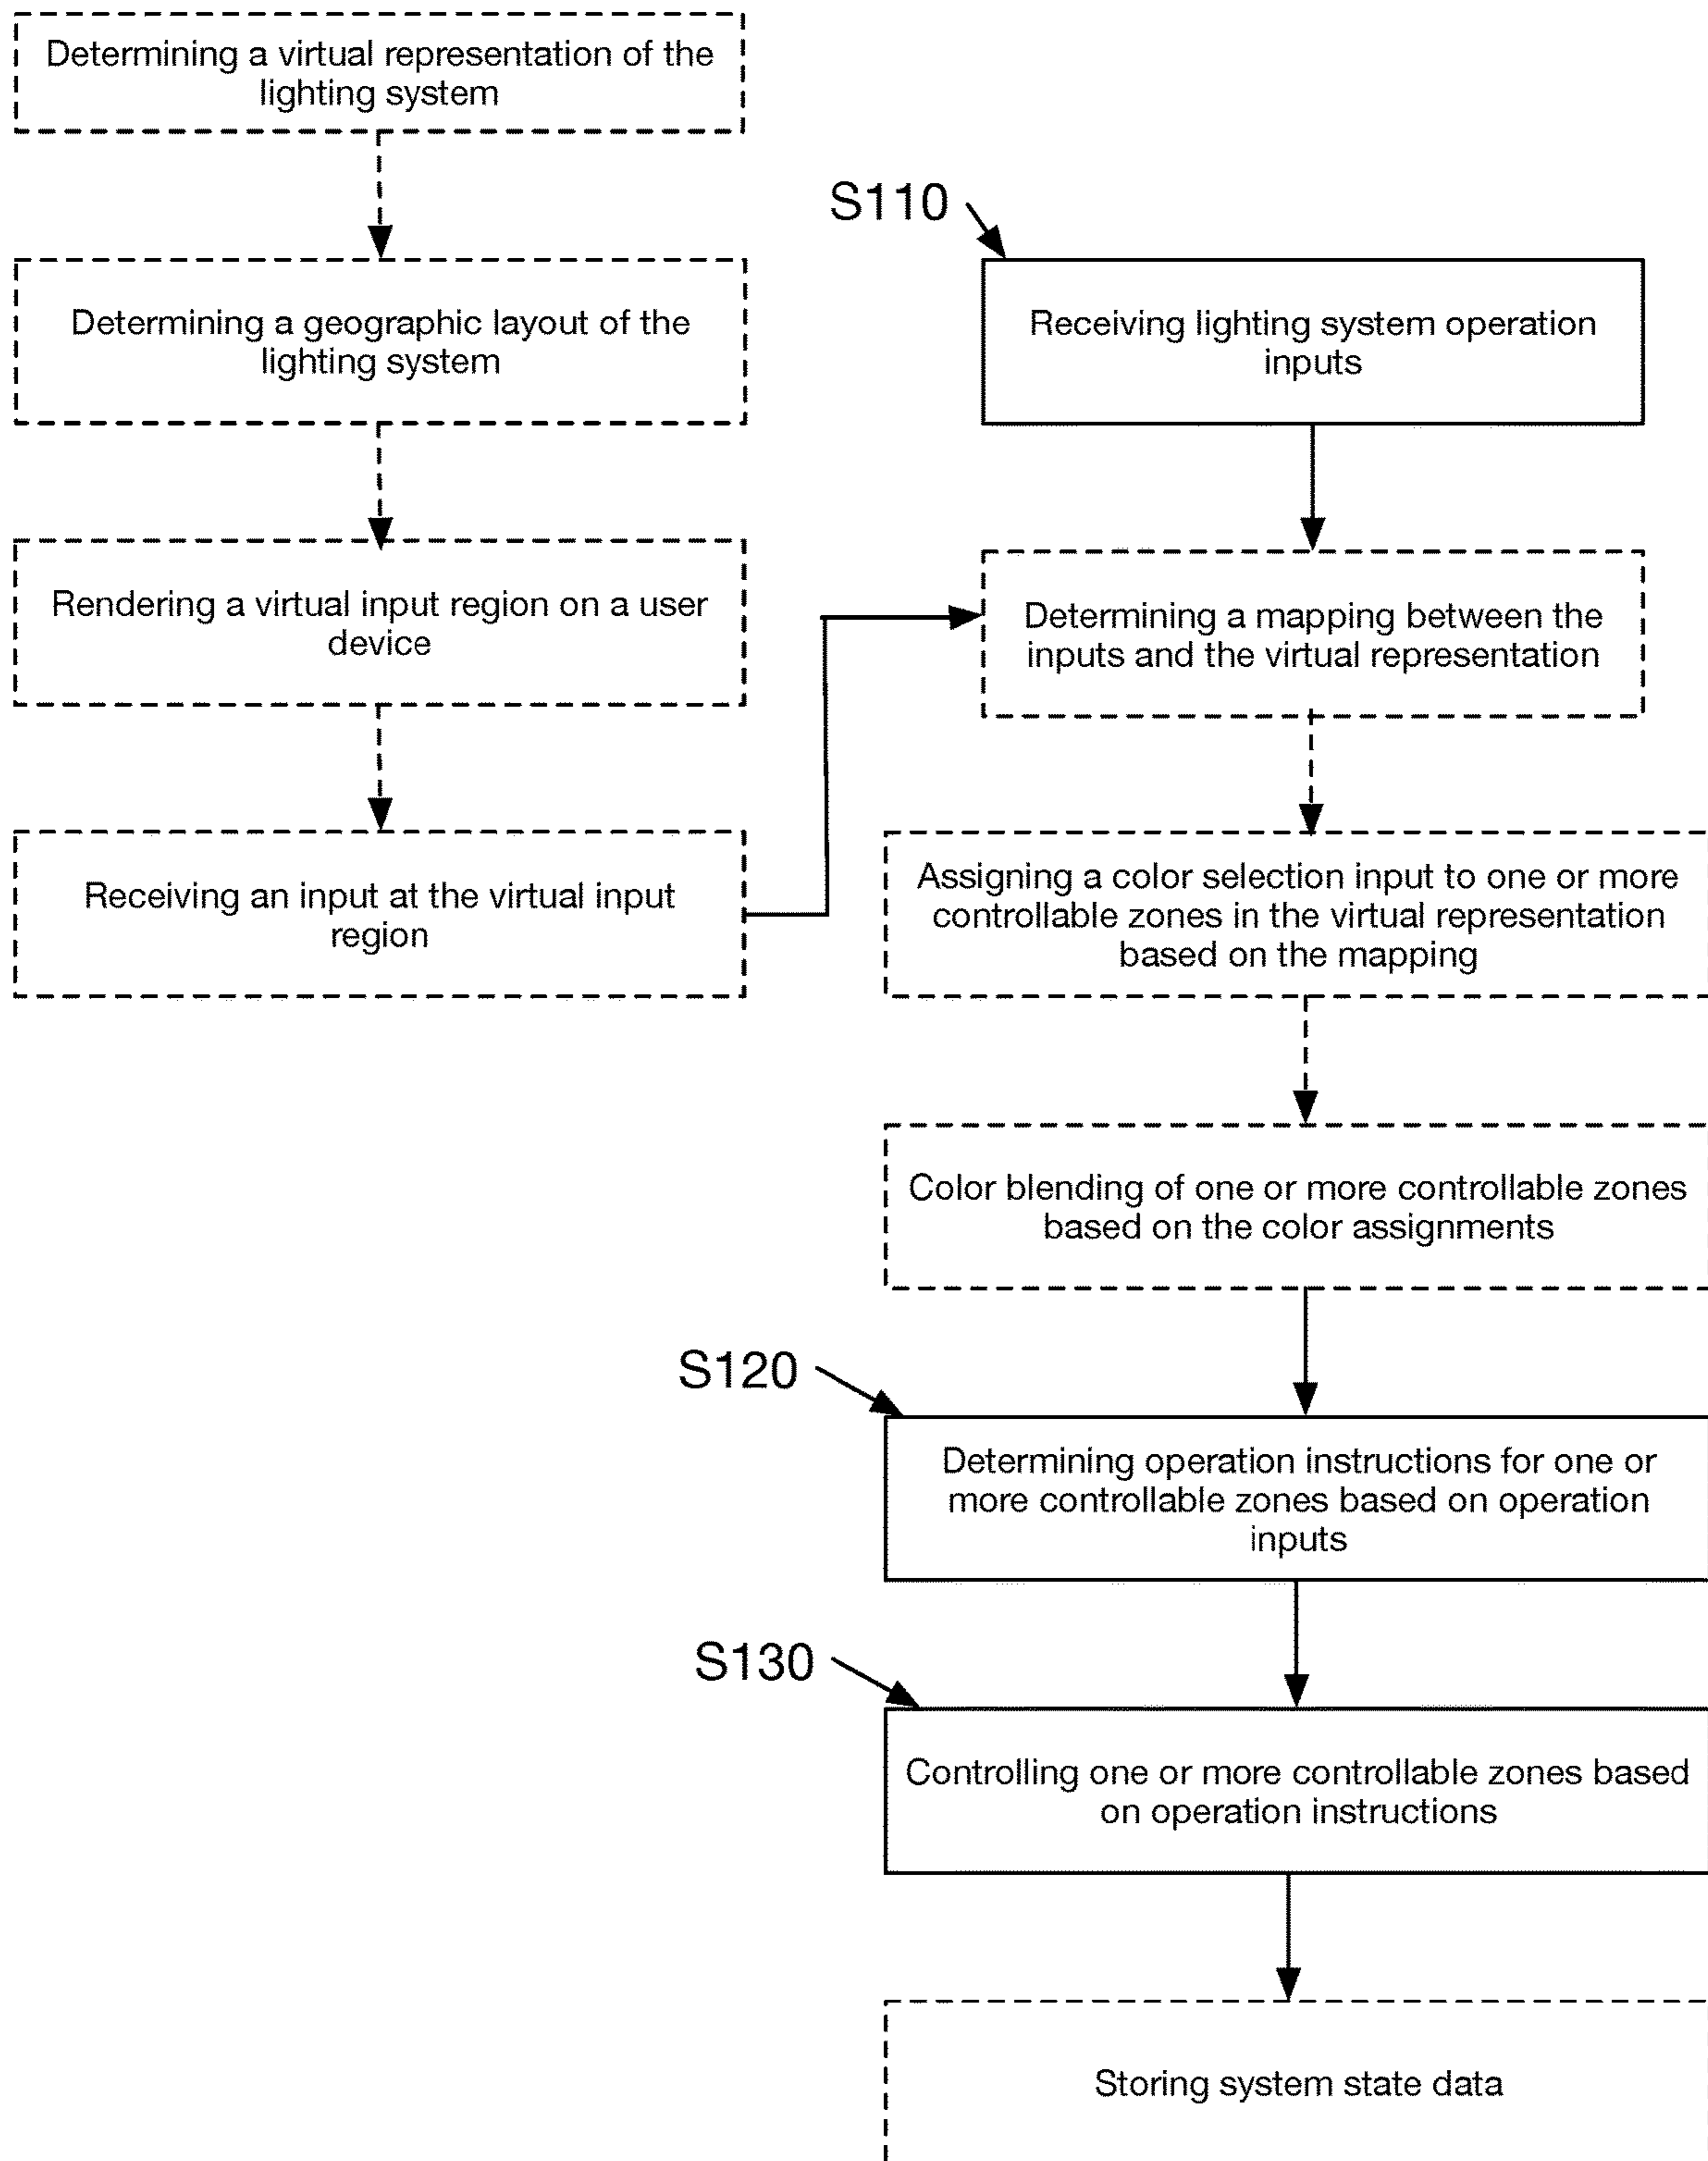 Determining a virtual representation of the
lighting system
Determining a geographic layout of the
lighting system
Rendering a virtual input region on a user
device
Receiving an input at the virtual input
region
S110
Receiving lighting system operation
inputs
Determining a mapping between the
inputs and the virtual representation
Assigning a color selection input to one or more
controllable zones in the virtual representation
based on the mapping
Color blending of one or more controllable zones
based on the color assignments
S120
Determining operation instructions for one or
more controllable zones based on operation
inputs
S130
Controlling one or more controllable zones based
on operation instructions
Storing system state data